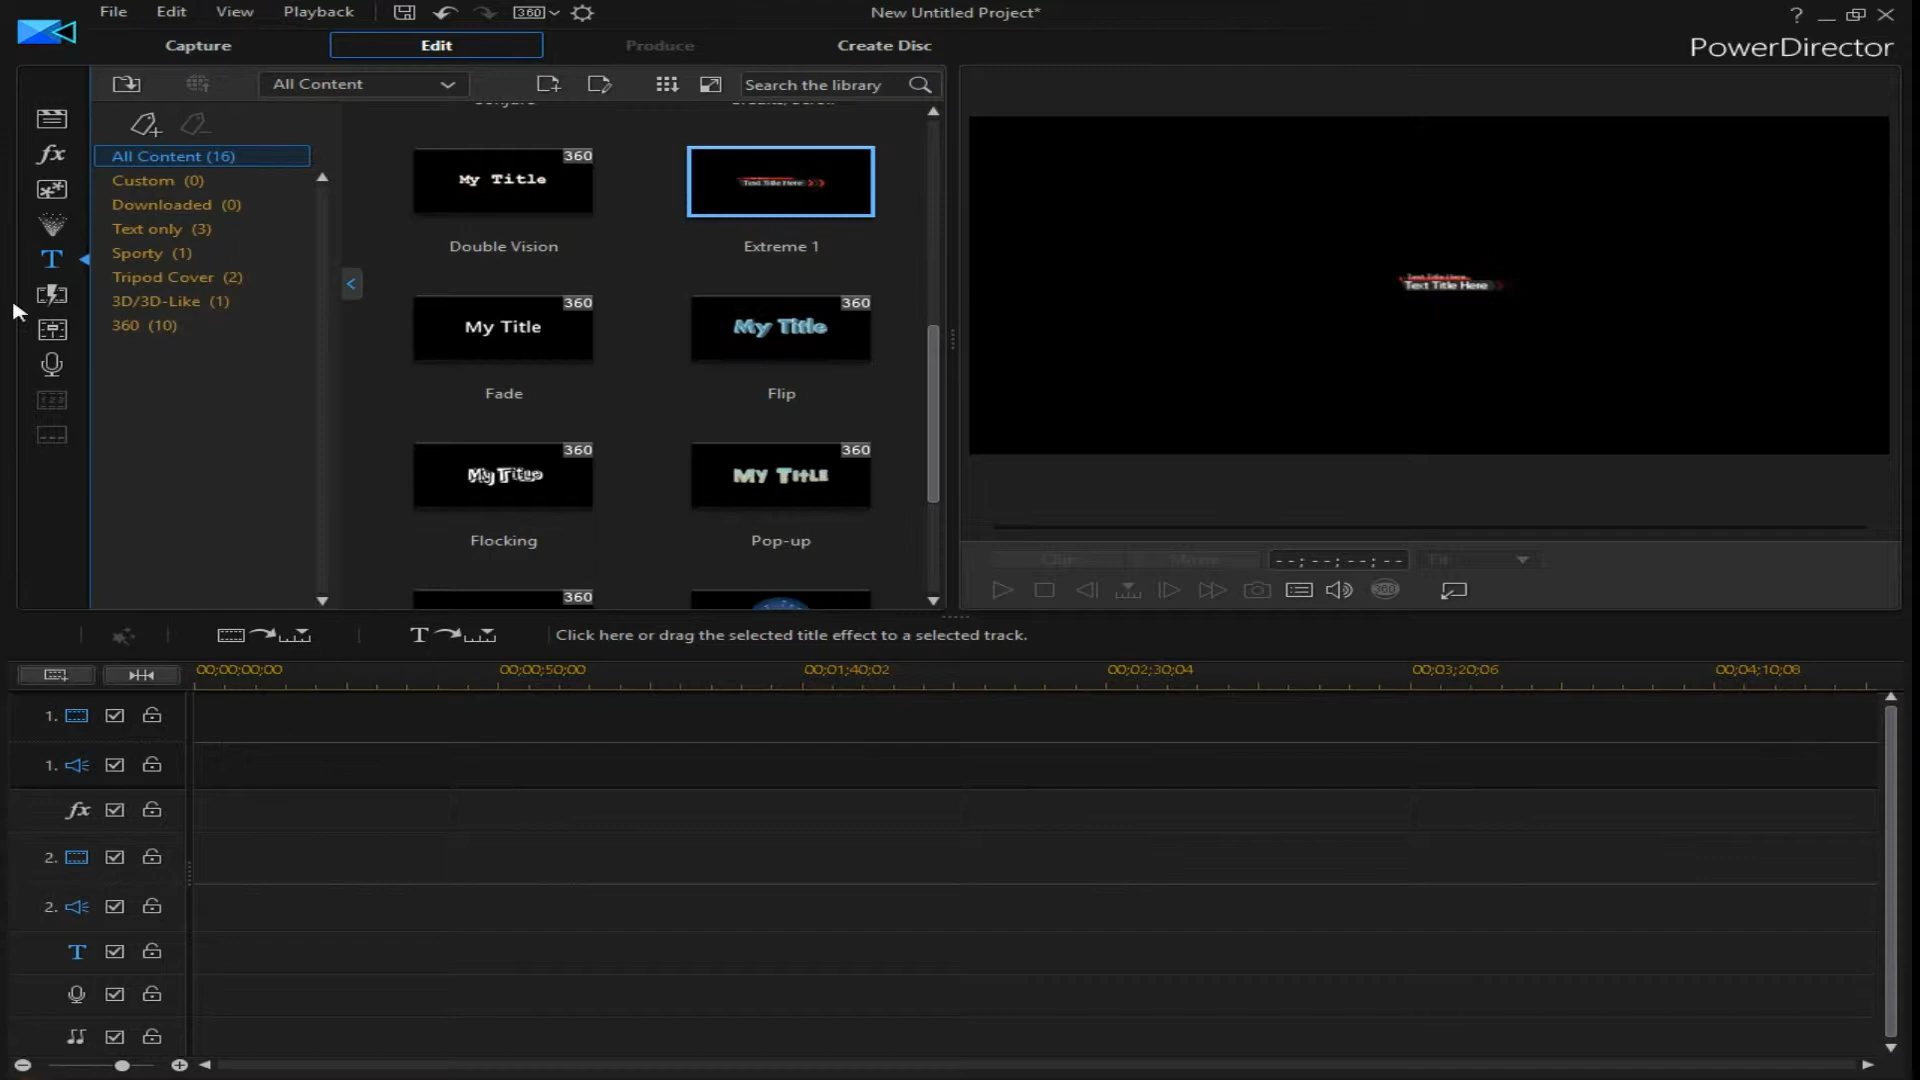 File Edit View Playback 360 New Untitled Project* ?
Capture Edit Produce Create Disc PowerDirector
All Content Search the library
All Content (16)
Custom (0)
Downloaded (0)
Text only (3)
Sporty (1)
Tripod Cover (2)
3D/3D-Like (1)
360 (10)
My Title 360
Double Vision
Text Title Here
Extreme 1
My Title 360
Fade
My Title 360
Flip
My Title 360
Flocking
My Title 360
Pop-up
360
Text Title Here
Text Title Here
--;--;--;--
360
Click here or drag the selected title effect to a selected track.
00;00;00;00 00;00;50;00 00;01;40;02 00;02;30;04 00;03;20;06 00;04;10;08
1.
1.
fx
2.
2.
T